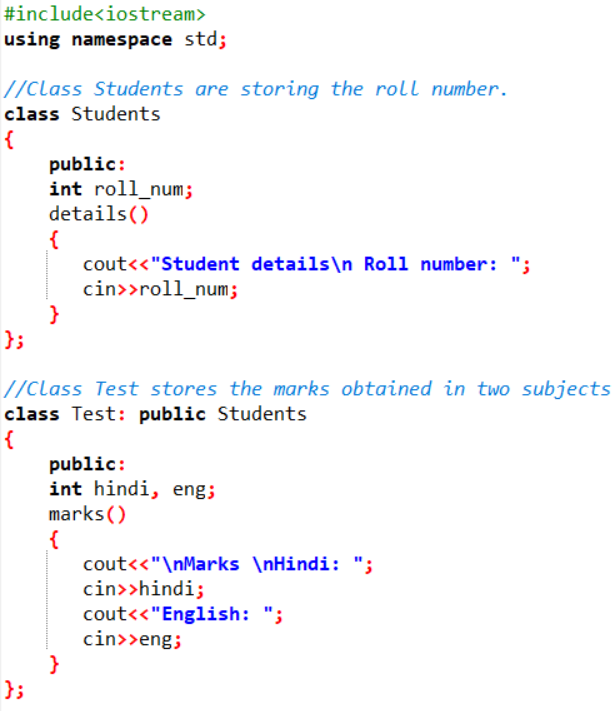 #include<iostream>
using namespace std;
//Class Students are storing the roll number.
class Students
{
public:
int roll_num;
details()
{
cout<<"Student details\n Roll number: ";
cin>>roll_num;
}
};
//Class Test stores the marks obtained in two subjects
class Test: public Students
{
public:
int hindi, eng;
marks()
{
cout<<"\nMarks \nHindi: ";
cin>>hindi;
cout<<"English: ";
cin>>eng;
}
};